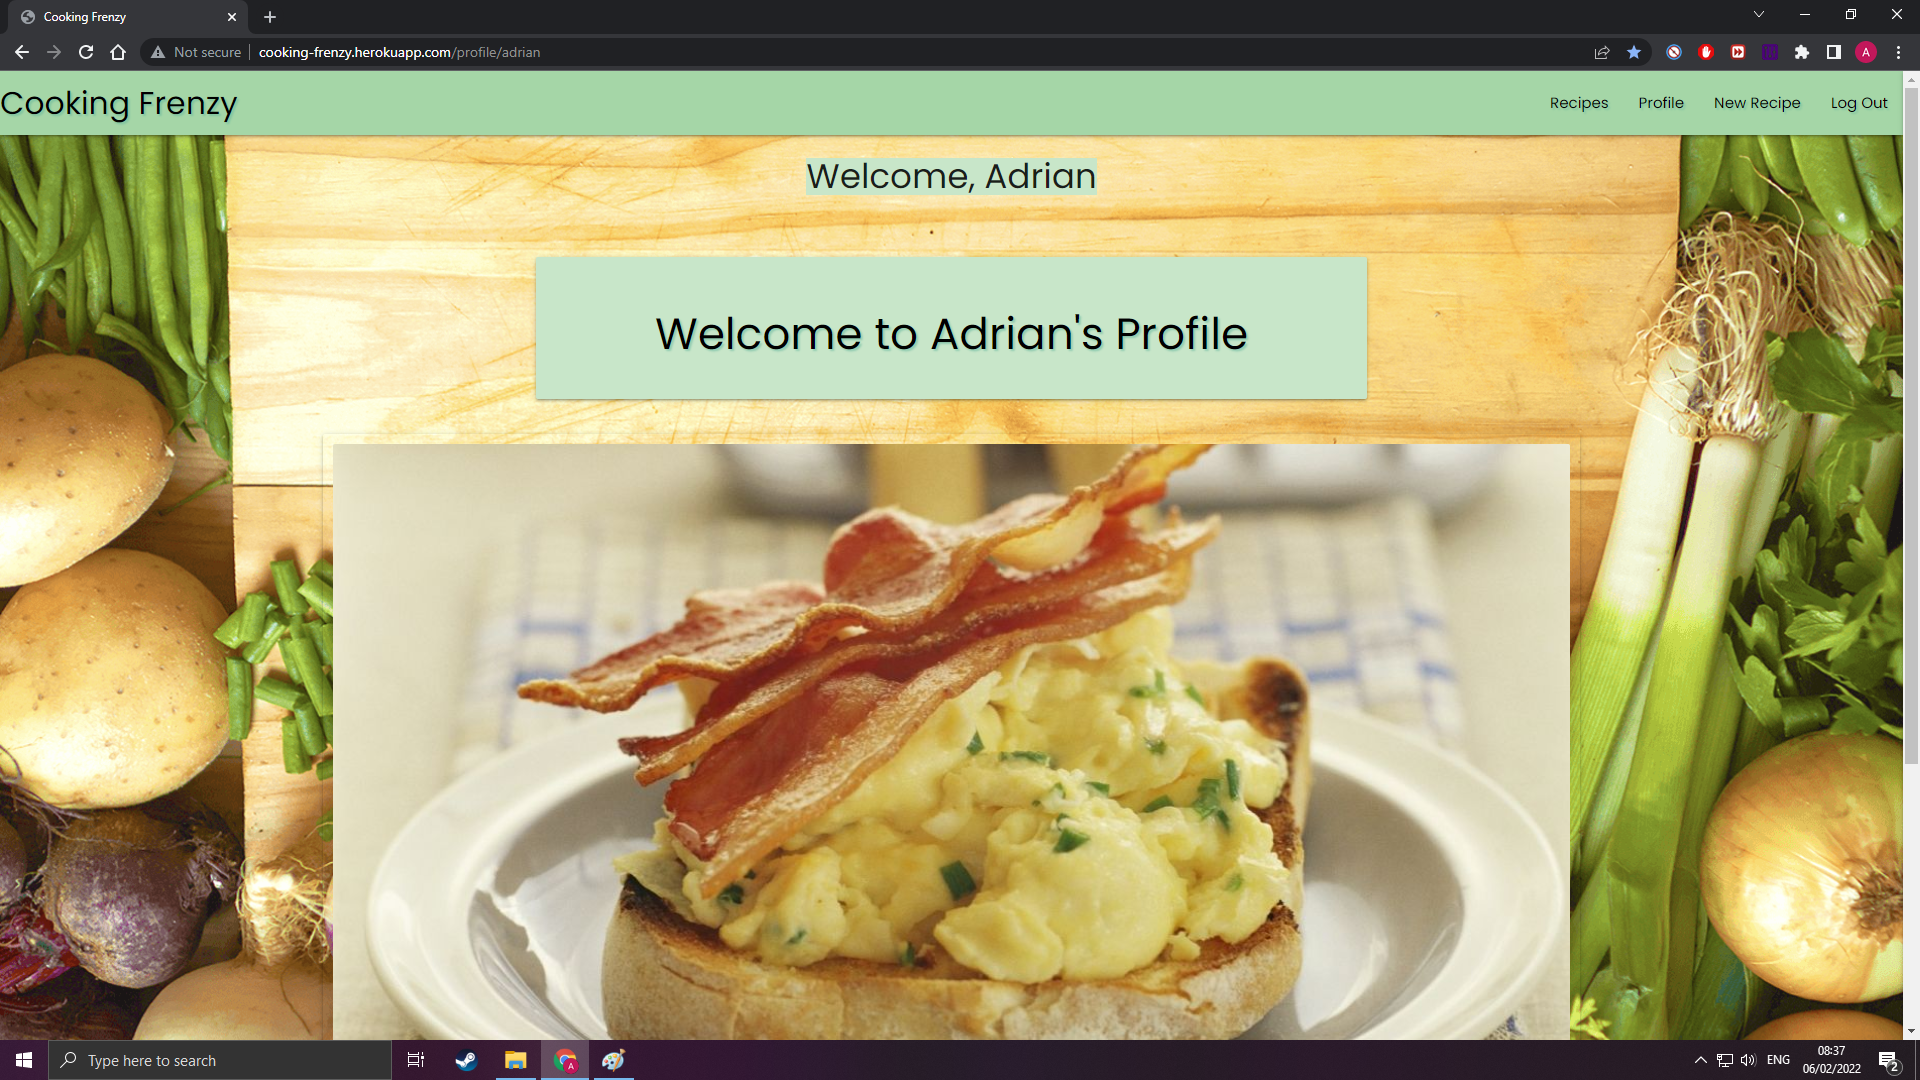 Cooking Frenzy
Not secure
cooking-frenzy.herokuapp.com/profile/adrian
A
Cooking Frenzy
Recipes
Profile
New Recipe
Log Out
Welcome, Adrian
Welcome to Adrian's Profile
Type here to search
A
ENG
08:37
06/02/2022
2